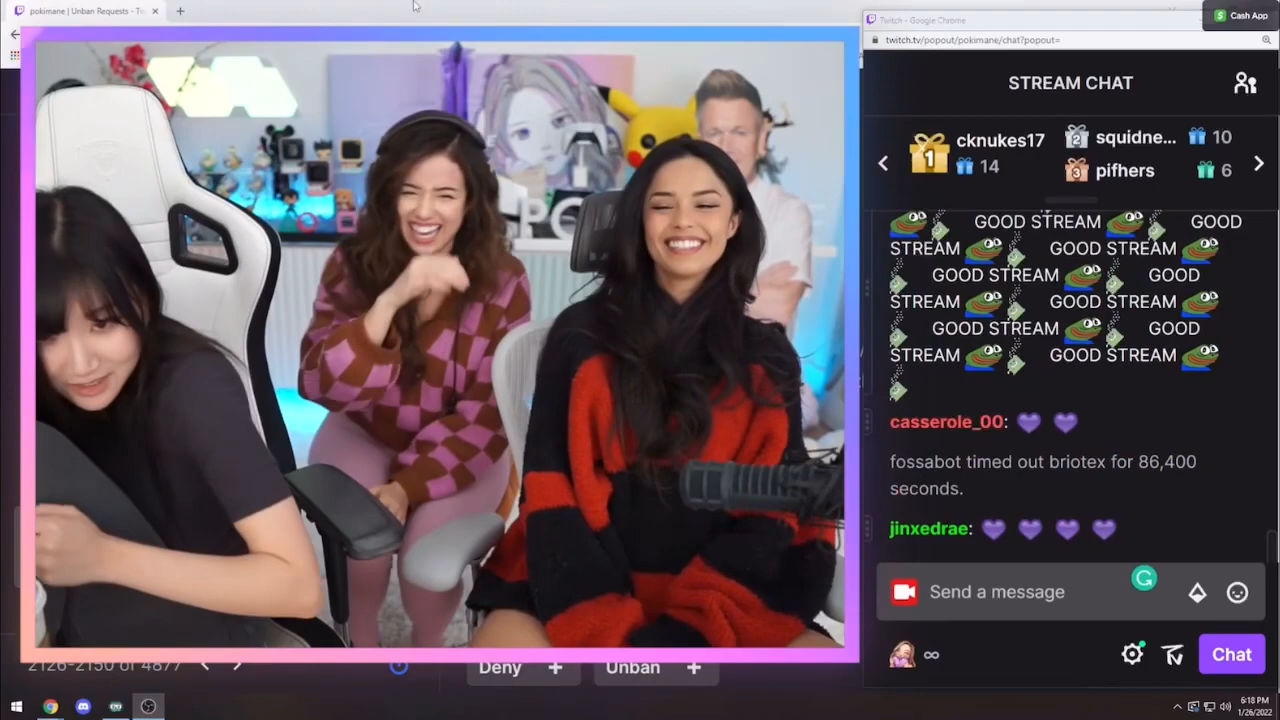 pokimane | Unban Requests - Tw
Twitch - Google Chrome
Cash App
twitch.tv/popout/pokimane/chat?popout=
STREAM CHAT
1
cknukes17
14
2
squidne...
10
3
pifhers
6
GOOD STREAM GOOD
STREAM GOOD STREAM
GOOD STREAM GOOD
STREAM GOOD STREAM
GOOD STREAM GOOD
STREAM GOOD STREAM
casserole_00:
fossabot timed out briotex for 86,400
seconds.
jinxedrae:
Send a message
∞
Chat
2126-2150 of 4877
Deny +
Unban +
6:18 PM
1/26/2022